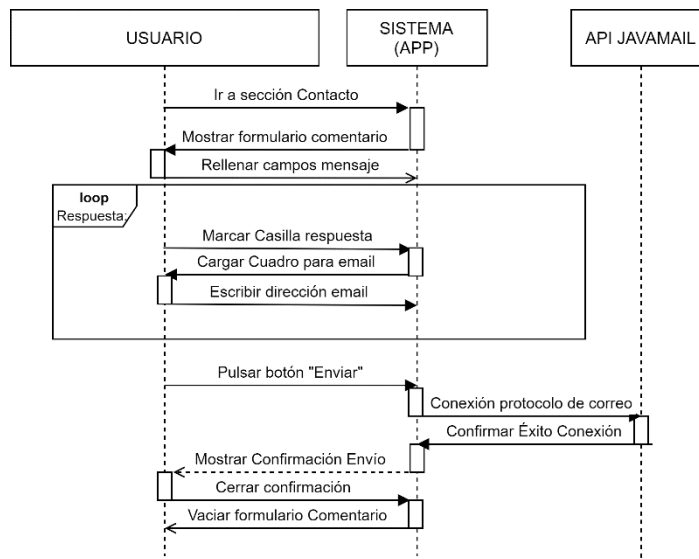 USUARIO
SISTEMA
(APP)
API JAVAMAIL
Ir a sección Contacto
Mostrar formulario comentario
Rellenar campos mensaje
loop
Respuesta:
Marcar Casilla respuesta
Cargar Cuadro para email
Escribir dirección email
Pulsar botón "Enviar"
Conexión protocolo de correo
Confirmar Éxito Conexión
Mostrar Confirmación Envío
Cerrar confirmación
Vaciar formulario Comentario